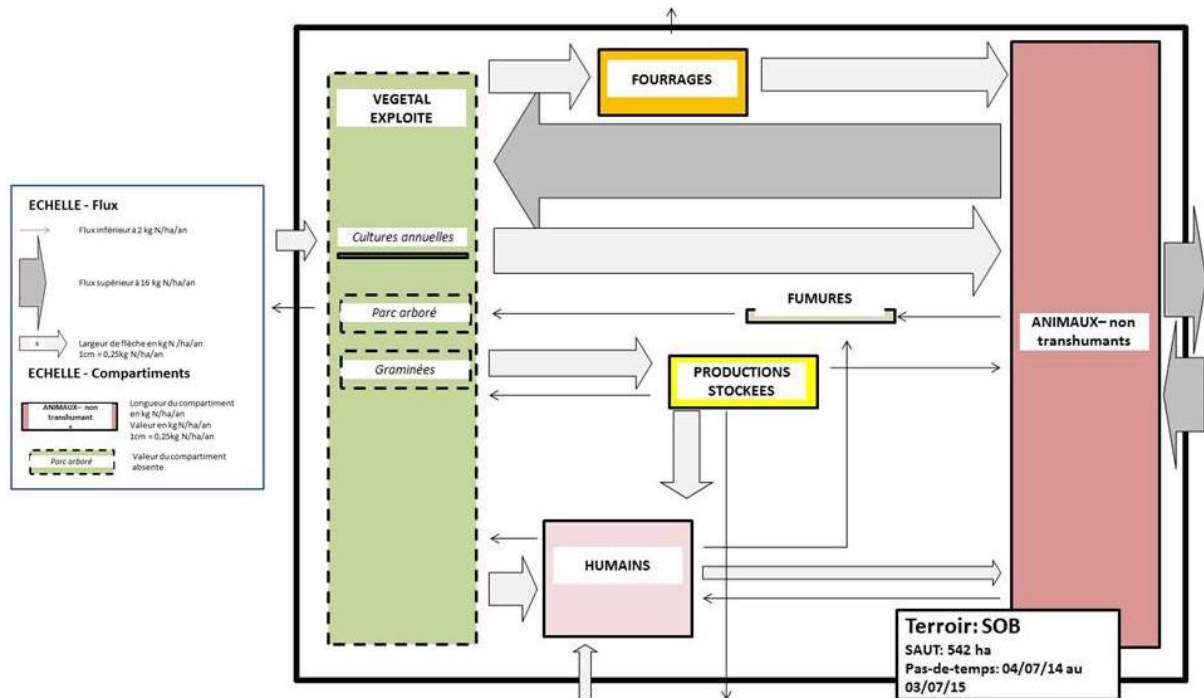 ECHELLE - Flux
Flux inférieur à 2 kg N/ha/an
Flux supérieur à 16 kg N/ha/an
x
Largeur de flèche en kg N /ha/an
1cm = 0,25kg N/ha/an
ECHELLE - Compartiments
ANIMAUX– non
transhumant
s
Longueur du compartiment
en kg N/ha/an
Valeur en kg N/ha/an
1cm = 0,25kg N/ha/an
Parc arboré
Valeur du compartiment
absente
VEGETAL
EXPLOITE
Cultures annuelles
Parc arboré
Graminées
FOURRAGES
FUMURES
PRODUCTIONS
STOCKEES
HUMAINS
ANIMAUX– non
transhumants
Terroir: SOB
SAUT: 542 ha
Pas-de-temps: 04/07/14 au
03/07/15